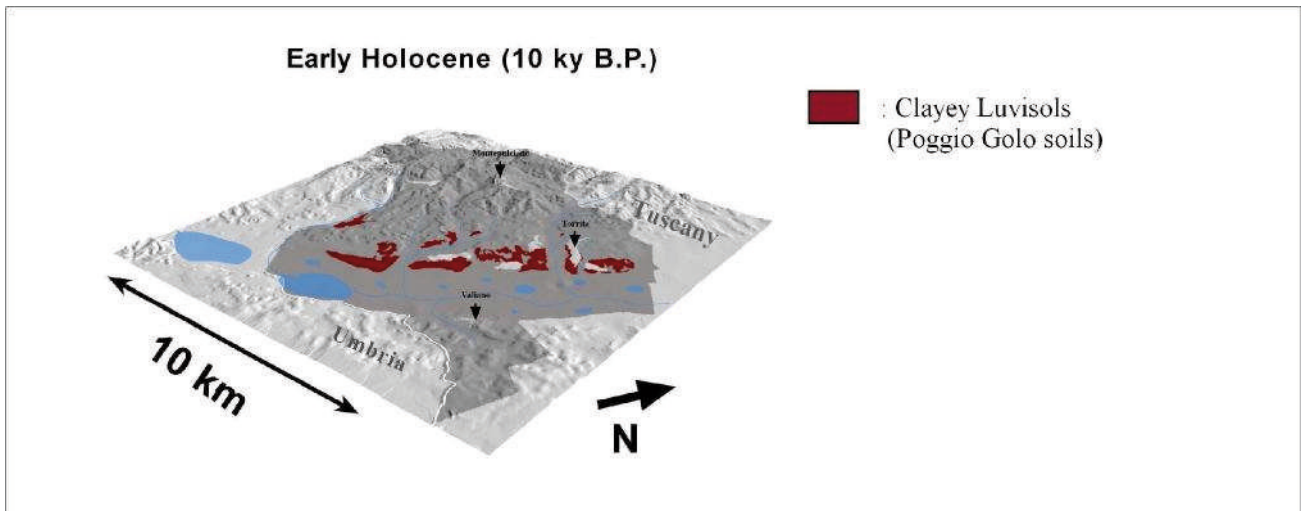 Early Holocene (10 ky B.P.)
: Clayey Luvisols
(Poggio Golo soils)
Montepulciano
Tuscany
Torrita
Valiano
Umbria
10 km
N